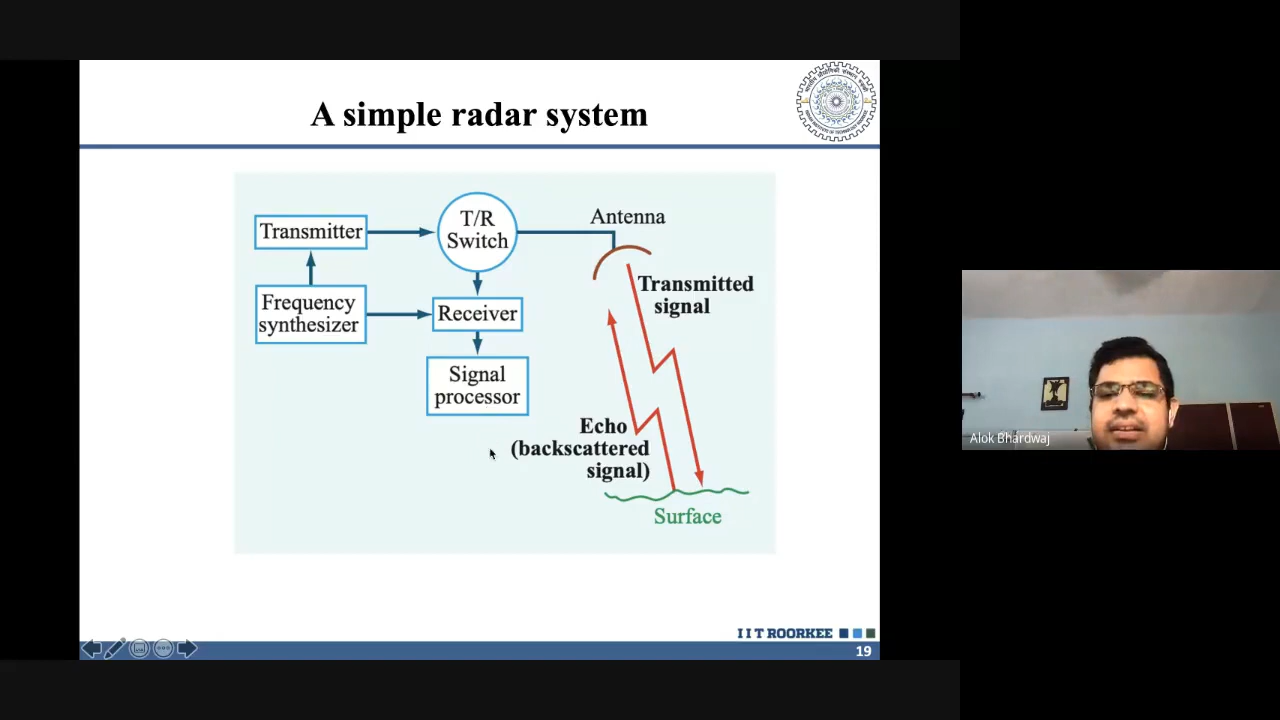 A simple radar system
Transmitter
T/R
Switch
Antenna
Frequency
synthesizer
Receiver
Transmitted
signal
Signal
processor
Echo
(backscattered
signal)
Surface
Alok Bhardwaj
I I T ROORKEE
19